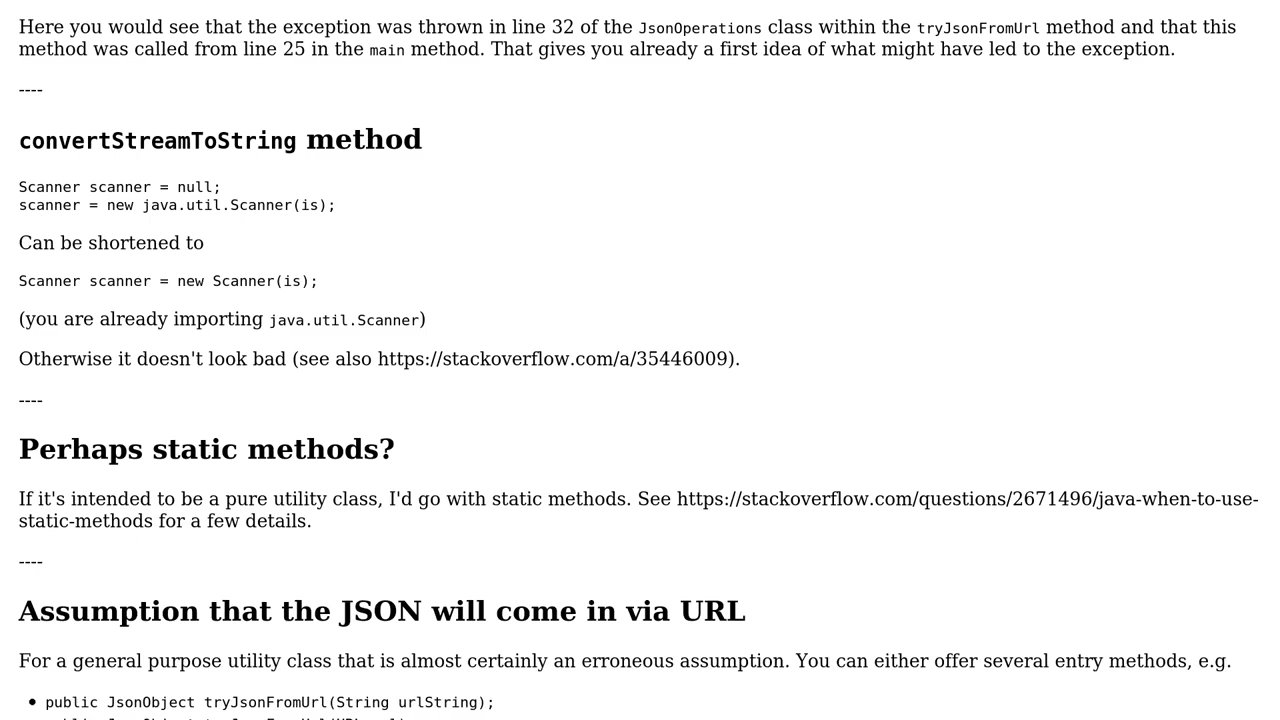 Here you would see that the exception was thrown in line 32 of the JsonOperations class within the tryJsonFromUrl method and that this
method was called from line 25 in the main method. That gives you already a first idea of what might have led to the exception.
----
convertStreamToString method
Scanner scanner = null;
scanner = new java.util.Scanner(is);
Can be shortened to
Scanner scanner = new Scanner(is);
(you are already importing java.util.Scanner)
Otherwise it doesn't look bad (see also https://stackoverflow.com/a/35446009).
----
Perhaps static methods?
If it's intended to be a pure utility class, I'd go with static methods. See https://stackoverflow.com/questions/2671496/java-when-to-use-
static-methods for a few details.
----
Assumption that the JSON will come in via URL
For a general purpose utility class that is almost certainly an erroneous assumption. You can either offer several entry methods, e.g.
• public JsonObject tryJsonFromUrl(String urlString);